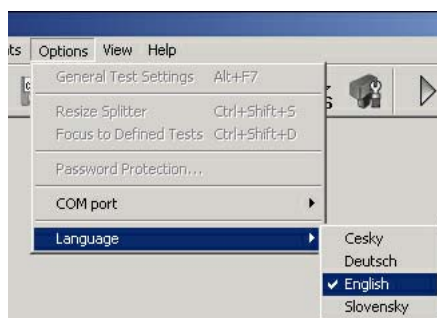 Options View Help
General Test Settings Alt+F7
Resize Splitter Ctrl+Shift+S
Focus to Defined Tests Ctrl+Shift+D
Password Protection...
COM port
Language
Cesky
Deutsch
English
Slovensky